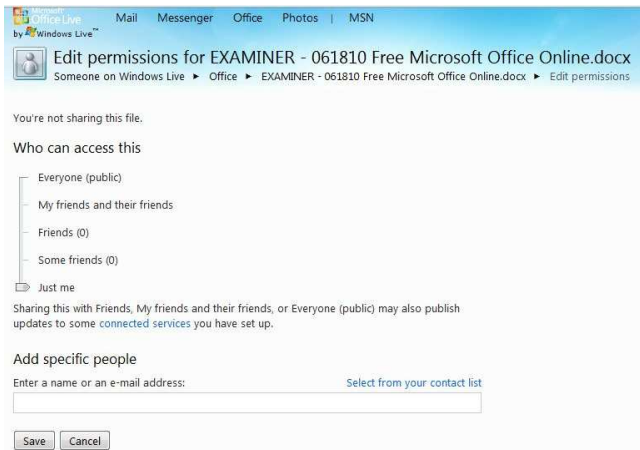 Microsoft
Office Live Mail Messenger Office Photos | MSN
by Windows Live™
Edit permissions for EXAMINER - 061810 Free Microsoft Office Online.docx
Someone on Windows Live ► Office ► EXAMINER - 061810 Free Microsoft Office Online.docx ► Edit permissions
You're not sharing this file.
Who can access this
Everyone (public)
My friends and their friends
Friends (0)
Some friends (0)
Just me
Sharing this with Friends, My friends and their friends, or Everyone (public) may also publish
updates to some connected services you have set up.
Add specific people
Enter a name or an e-mail address: Select from your contact list
Save Cancel